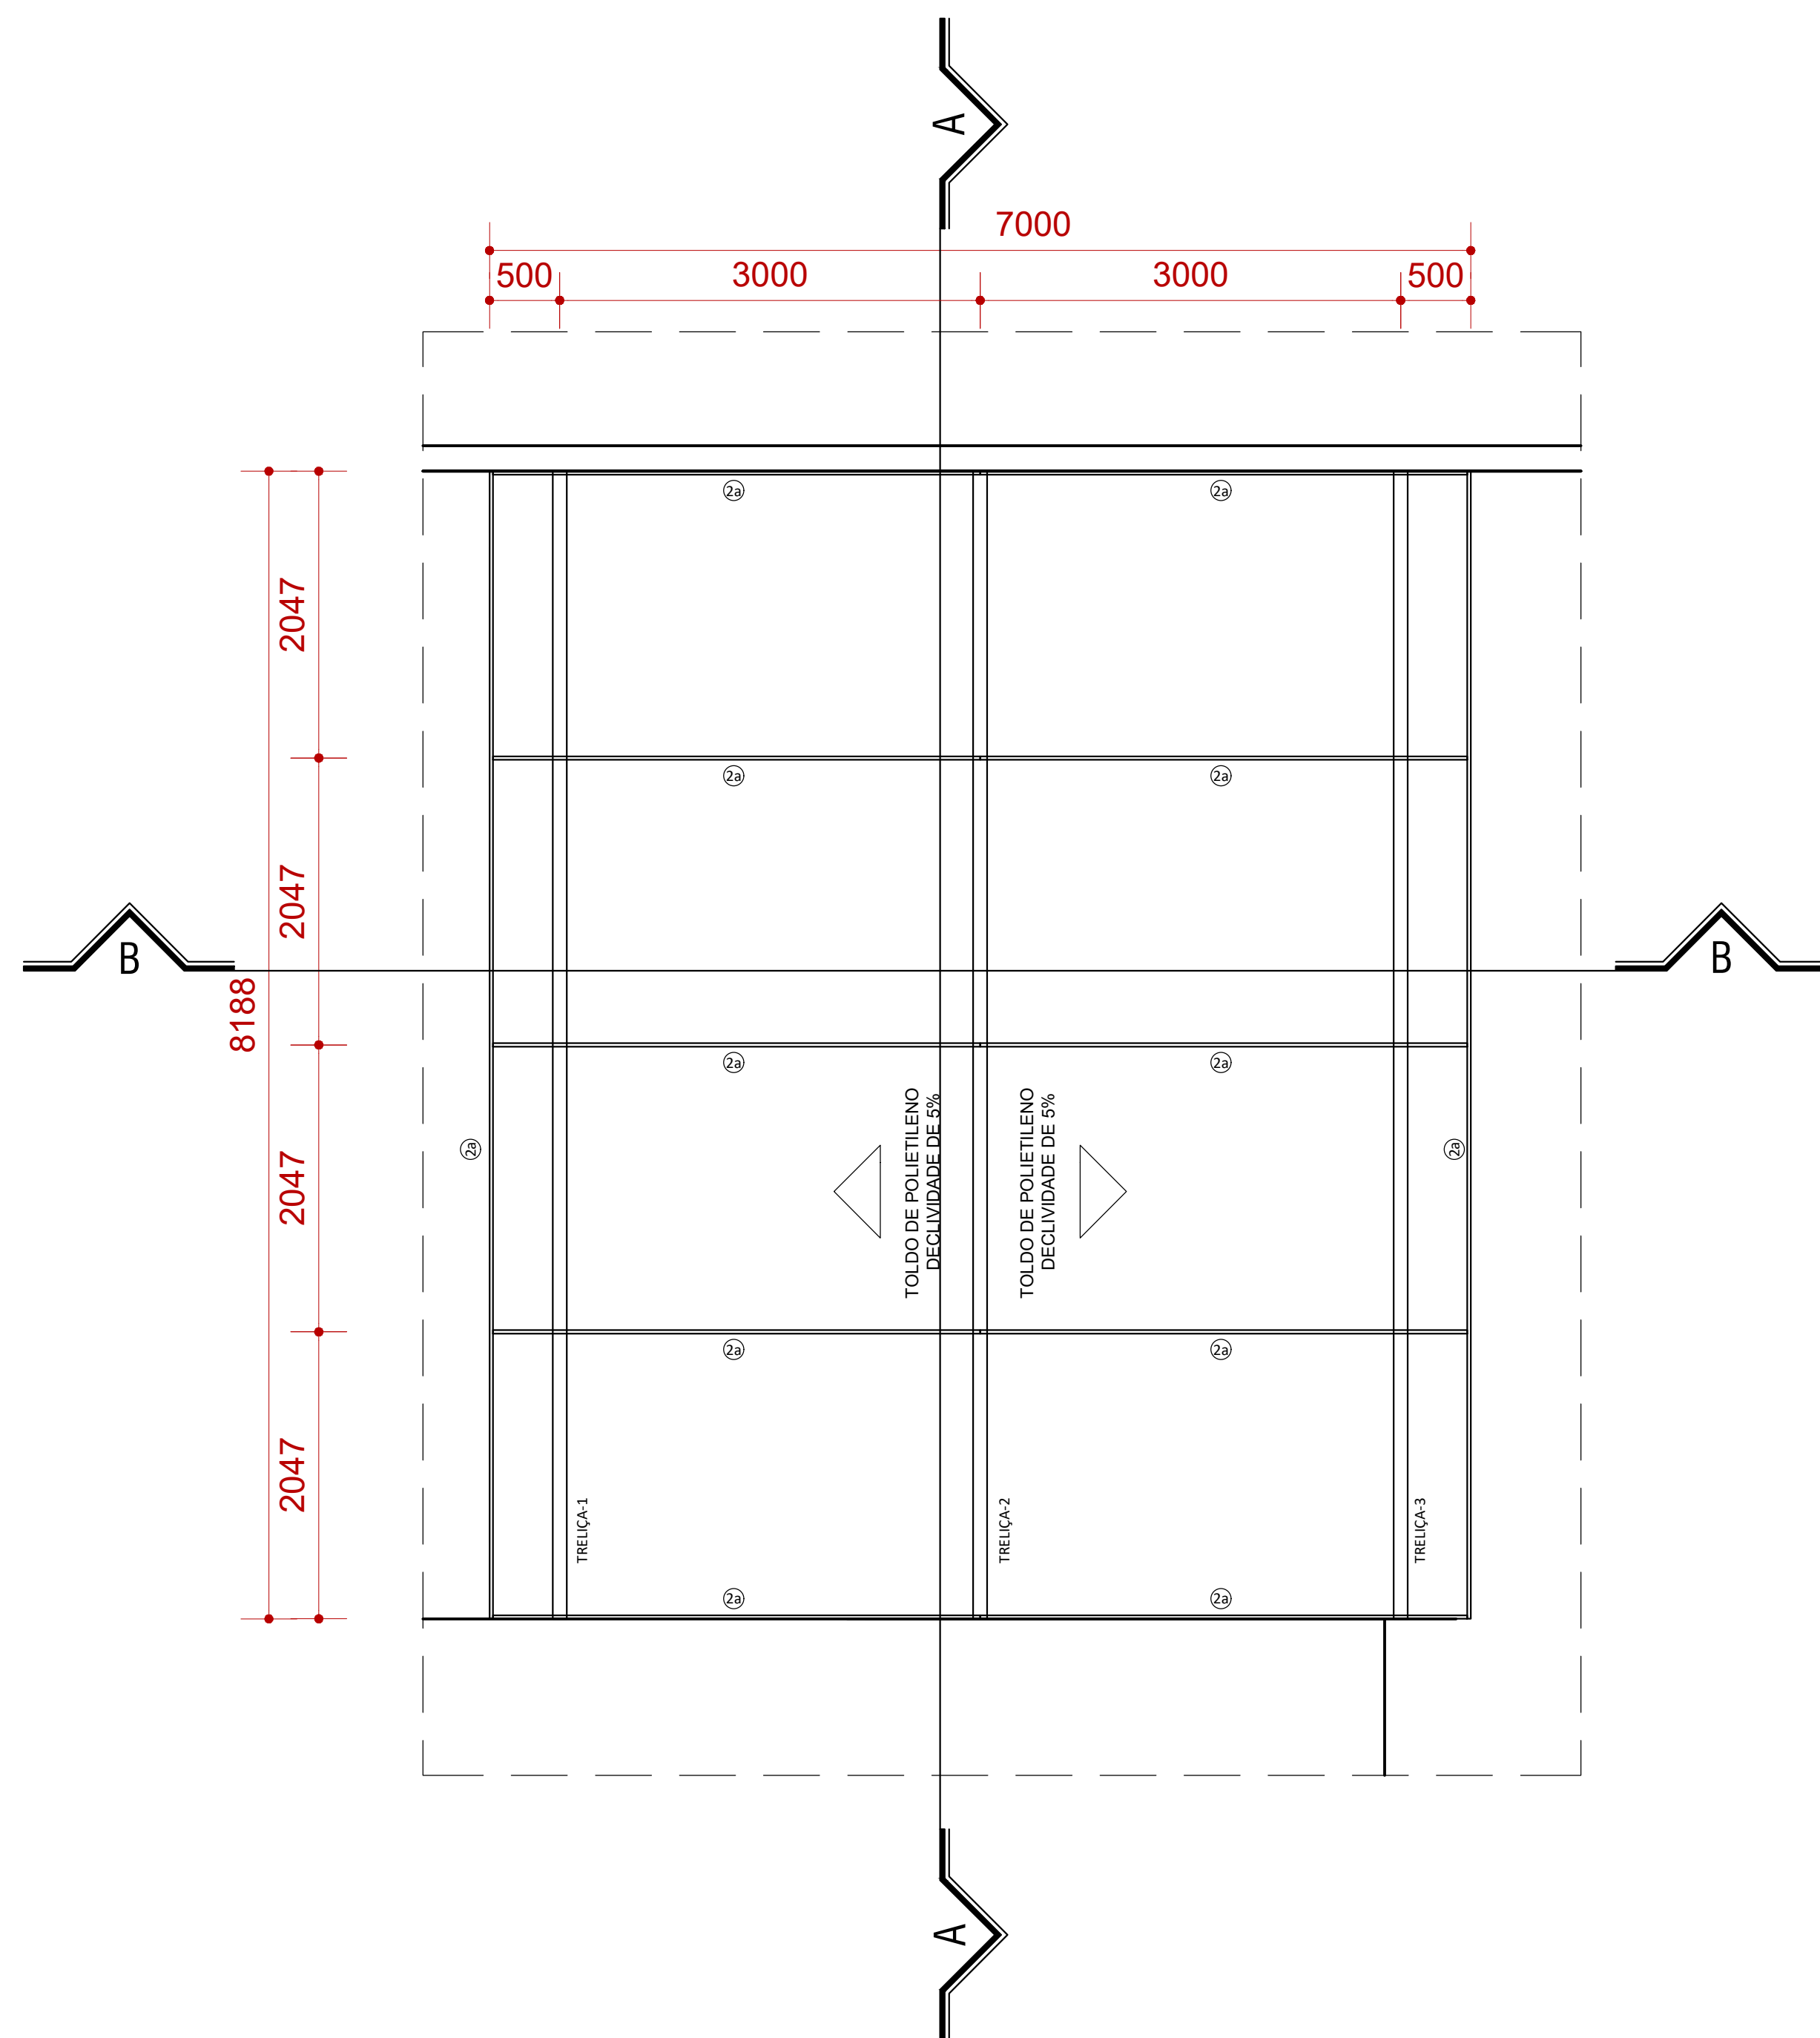 A
7000
500
3000
3000
500
2a
2a
2047
2a
2a
2047
B
B
8188
2a
2a
TOLDO DE POLIETILENO
DECLIVIDADE DE 5%
TOLDO DE POLIETILENO
DECLIVIDADE DE 5%
2a
2a
2047
2a
2a
2047
TRELIÇA-1
TRELIÇA-2
TRELIÇA-3
2a
2a
A